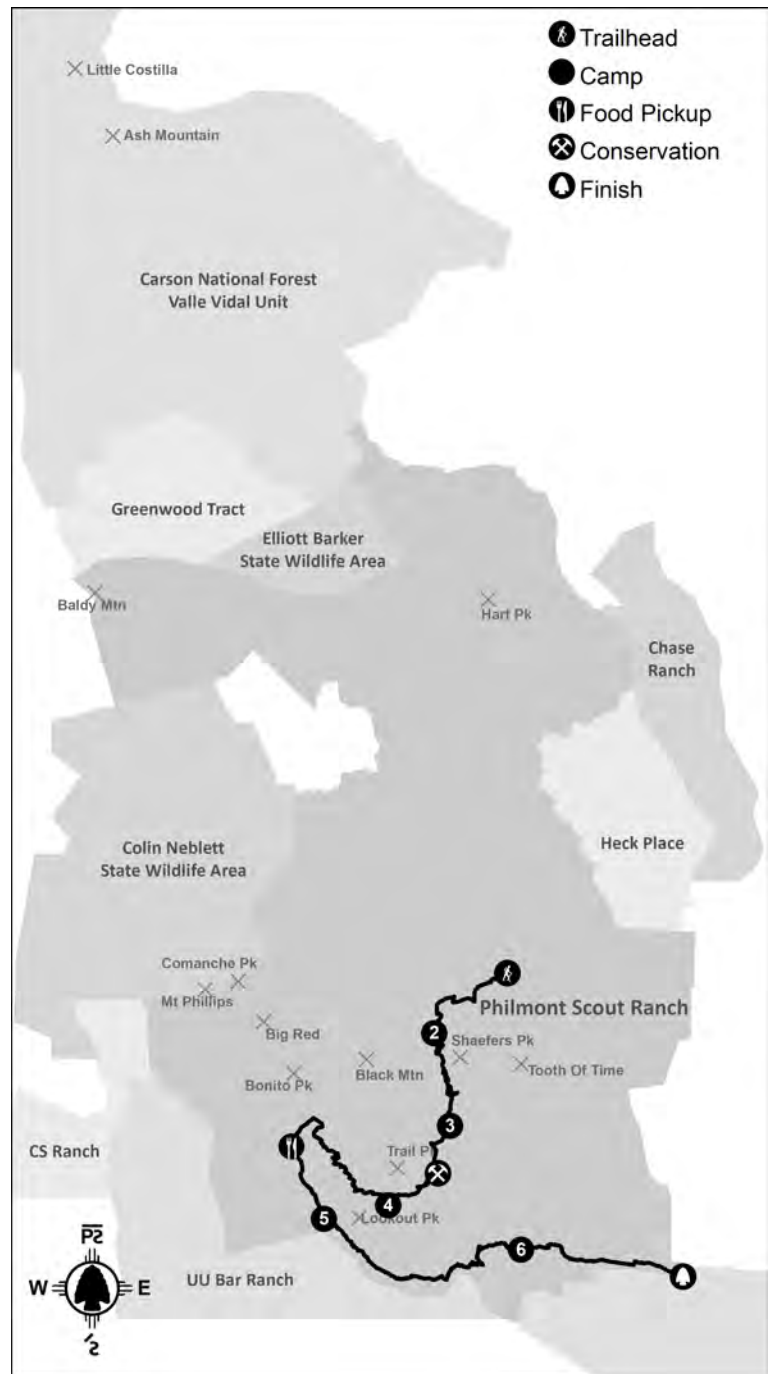 Trailhead
Camp
Food Pickup
Conservation
Finish
Little Costilla
Ash Mountain
Carson National Forest
Valle Vidal Unit
Greenwood Tract
Elliott Barker
State Wildlife Area
Baldy Mtn
Hart Pk
Chase
Ranch
Heck Place
Colin Neblett
State Wildlife Area
Comanche Pk
Mt Phillips
Big Red
Bonito Pk
Black Mtn
Philmont Scout Ranch
2
Shaefers Pk
Tooth Of Time
3
CS Ranch
Trail P
4
5
Lookout Pk
6
UU Bar Ranch
W
E